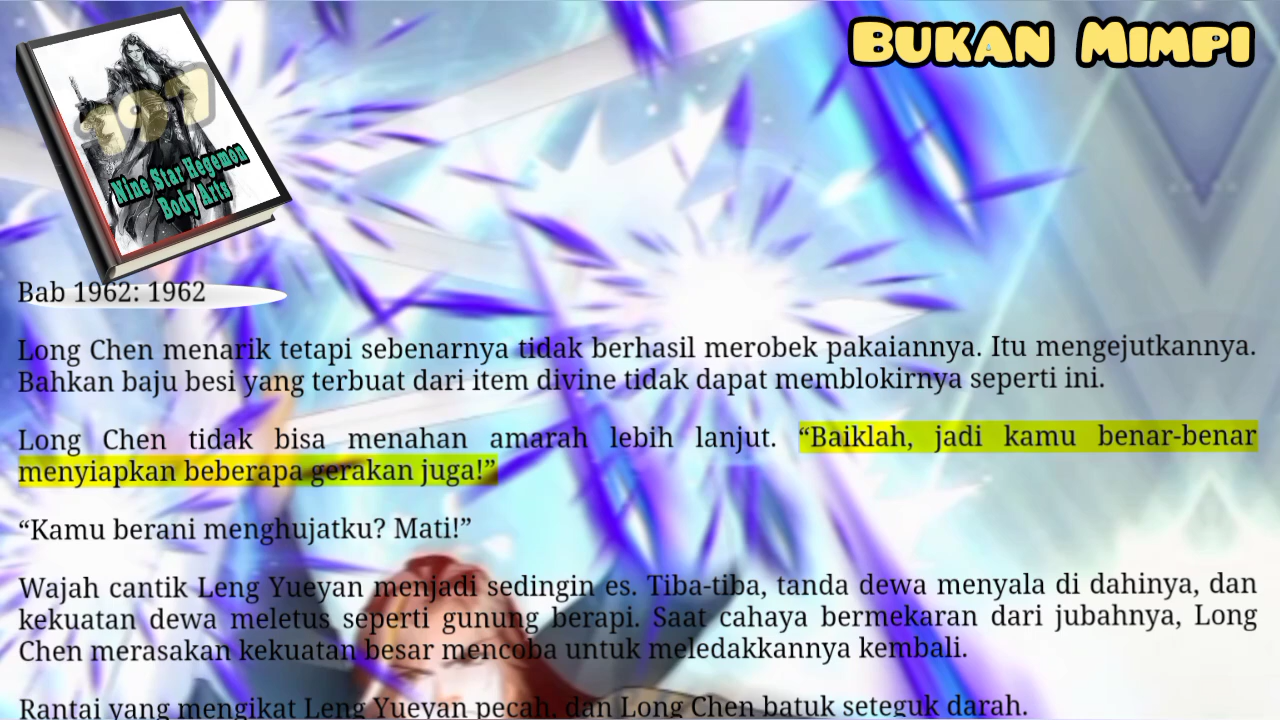 BUKAN MIMPI
197
Nine Star Hegemon
Body Arts
Bab 1962: 1962
Long Chen menarik tetapi sebenarnya tidak berhasil merobek pakaiannya. Itu mengejutkannya.
Bahkan baju besi yang terbuat dari item divine tidak dapat memblokirnya seperti ini.
Long Chen tidak bisa menahan amarah lebih lanjut. “Baiklah, jadi kamu benar-benar
menyiapkan beberapa gerakan juga!”
“Kamu berani menghujatku? Mati!”
Wajah cantik Leng Yueyan menjadi sedingin es. Tiba-tiba, tanda dewa menyala di dahinya, dan
kekuatan dewa meletus seperti gunung berapi. Saat cahaya bermekaran dari jubahnya, Long
Chen merasakan kekuatan besar mencoba untuk meledakkannya kembali.
Rantai yang mengikat Leng Yueyan pecah, dan Long Chen batuk seteguk darah.